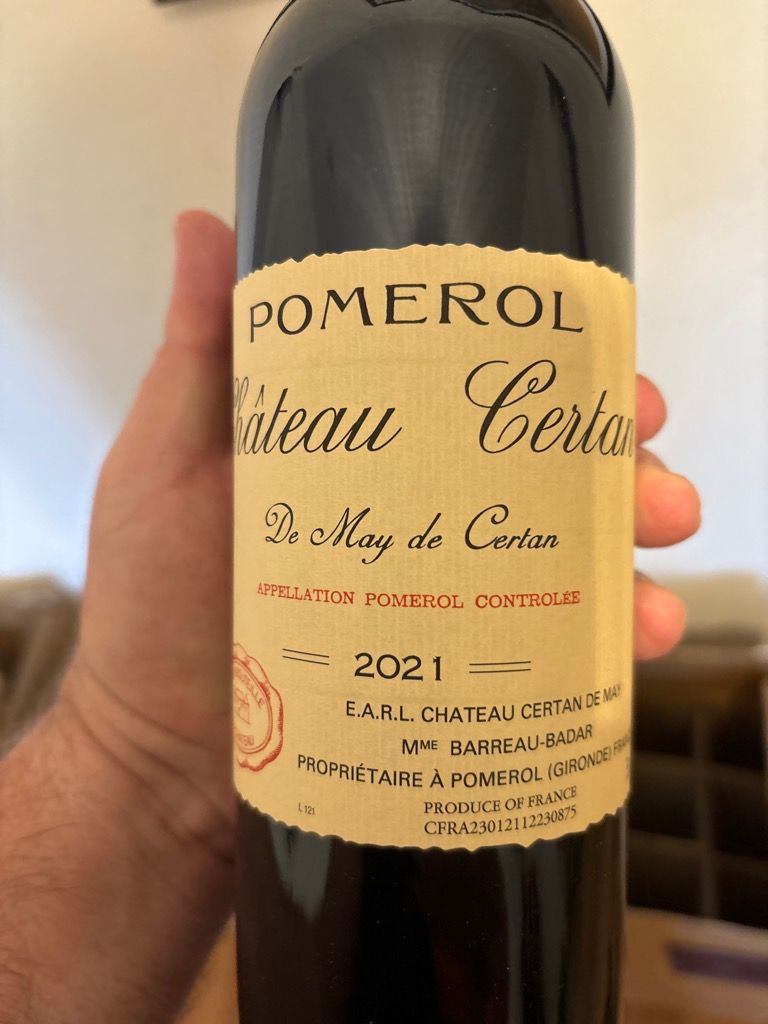 POMEROL
Château Certan
De May de Certan
APPELLATION POMEROL CONTROLÉE
2021
E.A.R.L. CHATEAU CERTAN DE MAY
MME BARREAU-BADAR
PROPRIÉTAIRE À POMEROL (GIRONDE)
L 121
PRODUCE OF FRANCE
CFRA23012112230875